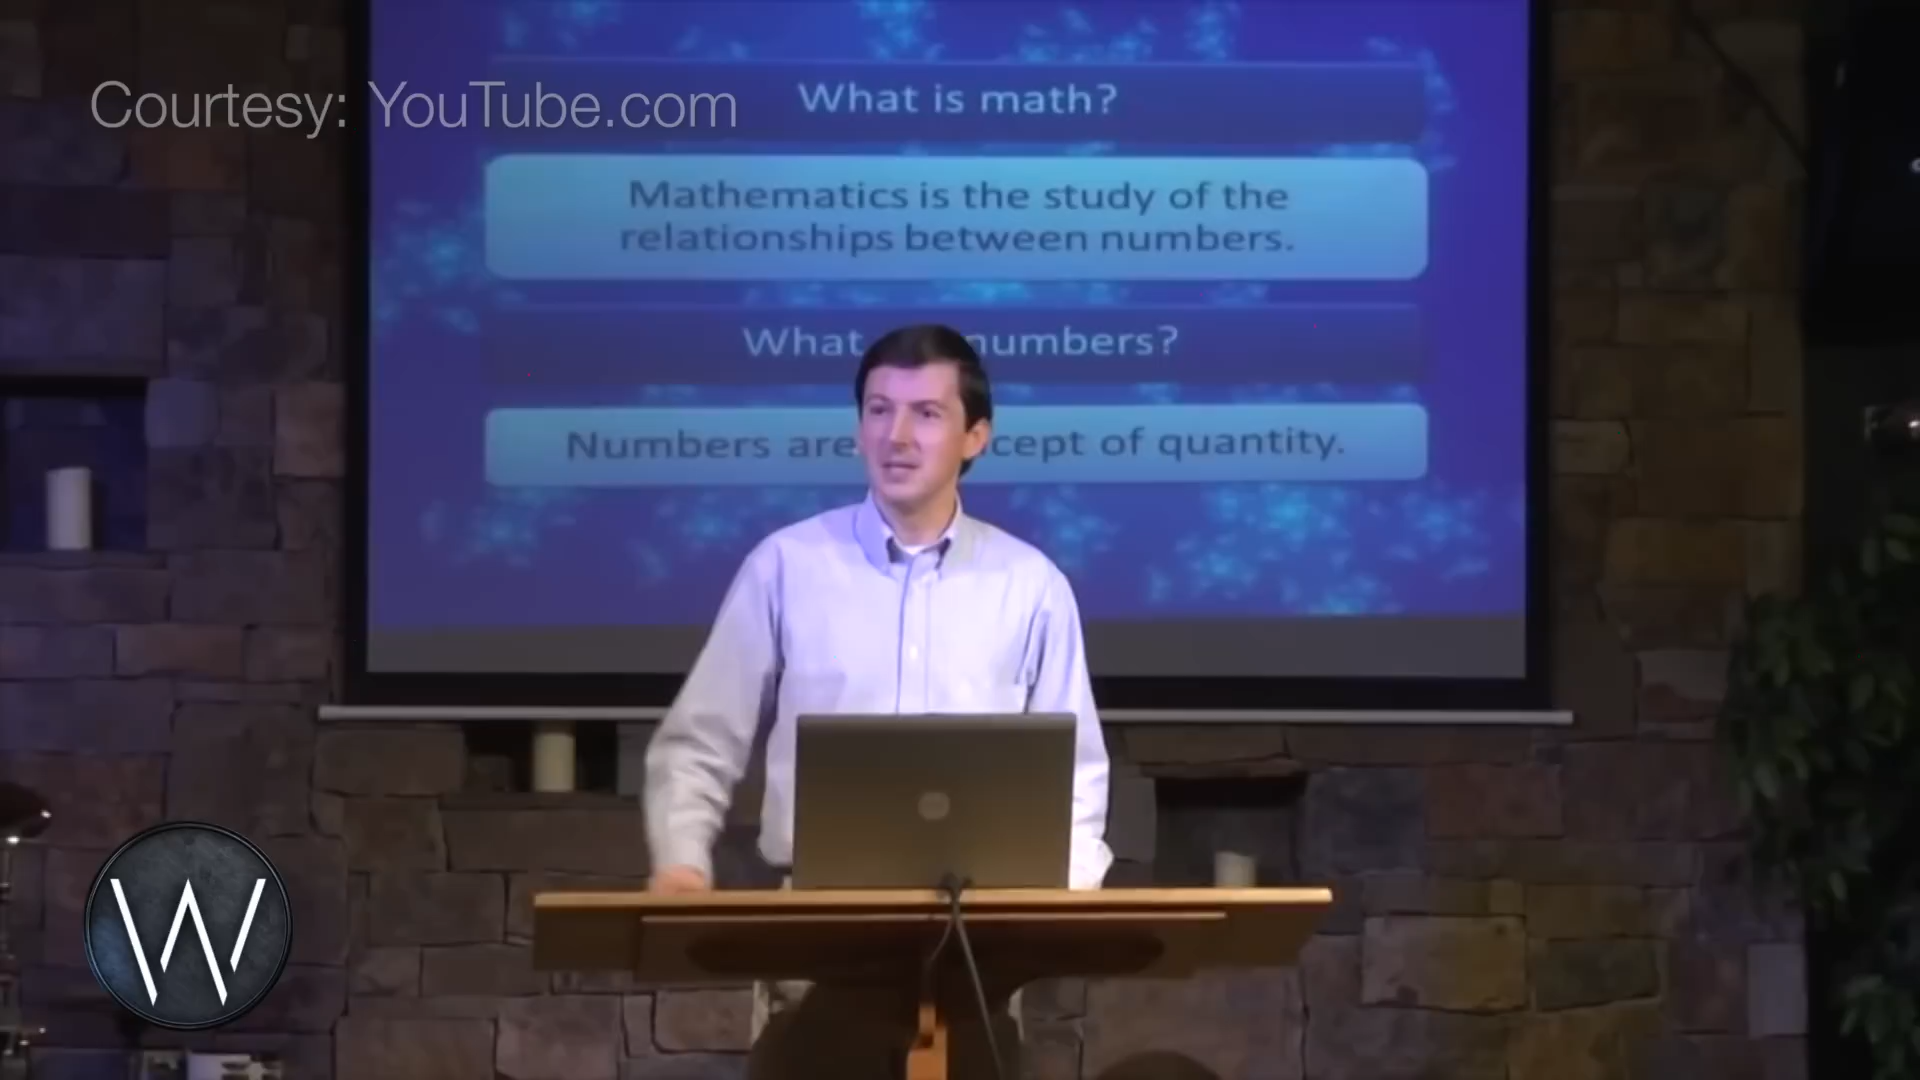 Courtesy: YouTube.com
What is math?
Mathematics is the study of the
relationships between numbers.
What numbers?
Numbers are cept of quantity.
W